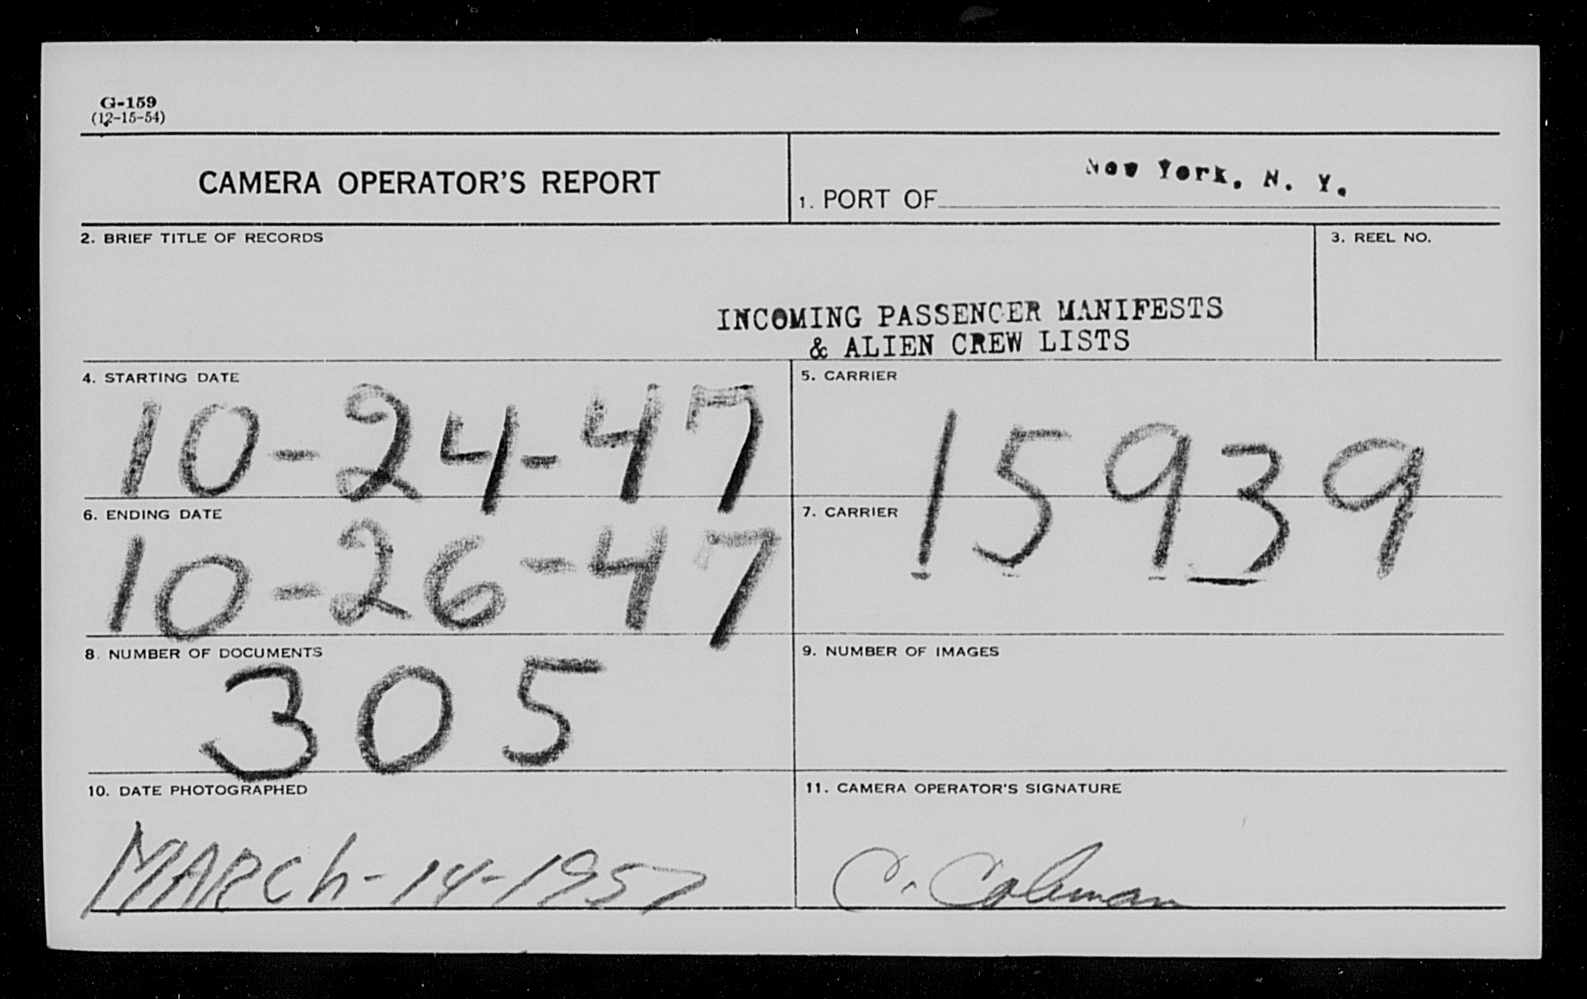 G-159
(12-15-54)
CAMERA OPERATOR'S REPORT
1. PORT OF New York, N. Y.
2. BRIEF TITLE OF RECORDS
3. REEL NO.
INCOMING PASSENGER MANIFESTS
& ALIEN CREW LISTS
4. STARTING DATE
10-24-47
5. CARRIER
15939
6. ENDING DATE
10-26-47
7. CARRIER
8. NUMBER OF DOCUMENTS
305
9. NUMBER OF IMAGES
10. DATE PHOTOGRAPHED
MARCh-14-1957
11. CAMERA OPERATOR'S SIGNATURE
C. Coleman